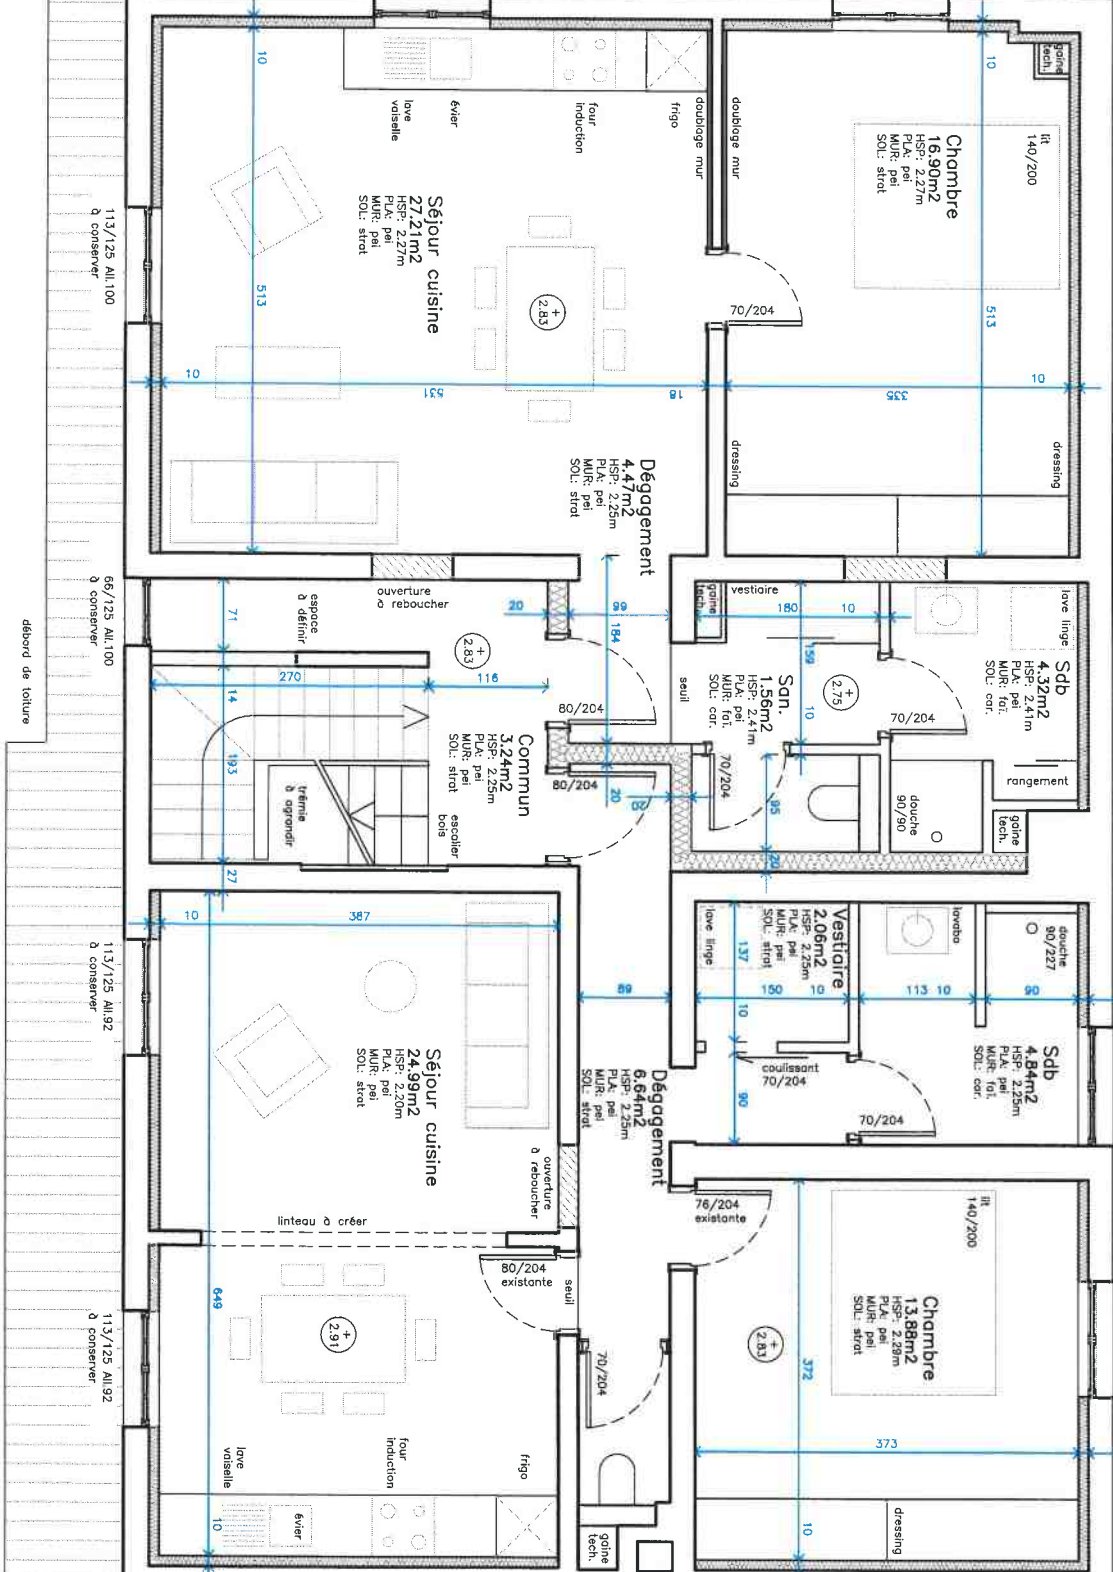 gaine
tech.
lit
140/200
Chambre
16.90m2
HSP: 2.27m
PLA: pei
MUR: pei
SOL: strat
10
513
10
335
doublage mur
doublage mur
dressing
dressing
70/204
frigo
four
induction
évier
lave
vaiselle
10
Séjour cuisine
27.21m2
HSP: 2.27m
PLA: pei
MUR: pei
SOL: strat
+
2.83
513
10
531
18
113/125 All.100
à conserver
Dégagement
4.47m2
HSP: 2.25m
PLA: pei
MUR: pei
SOL: strat
lave linge
Sdb
4.32m2
HSP: 2.41m
PLA: pei
MUR: faï.
SOL: car.
70/204
rangement
gaine
tech.
douche
90/90
vestiaire
gaine
tech.
180
10
159
10
+
2.75
San.
1.56m2
HSP: 2.41m
PLA: pei
MUR: faï.
SOL: car.
seuil
70/204
95
20
20
20
184
20
ouverture
à reboucher
espace
à définir
71
14
193
27
270
116
+
2.83
80/204
80/204
Commun
3.24m2
HSP: 2.25m
PLA: pei
MUR: pei
SOL: strat
escalier
bois
trémie
à agrandir
66/125 All.100
à conserver
débord de toiture
douche
90/227
lavabo
Sdb
4.84m2
HSP: 2.25m
PLA: pei
MUR: faï.
SOL: car.
90
113
10
150
10
70/204
Vestiaire
2.06m2
HSP: 2.25m
PLA: pei
MUR: pei
SOL: strat
lave linge
137
10
90
coulissant
70/204
89
Dégagement
6.64m2
HSP: 2.25m
PLA: pei
MUR: pei
SOL: strat
10
387
Séjour cuisine
24.99m2
HSP: 2.20m
PLA: pei
MUR: pei
SOL: strat
113/125 All.92
à conserver
ouverture
à reboucher
linteau à créer
76/204
existante
80/204
existante
seuil
70/204
lit
140/200
Chambre
13.88m2
HSP: 2.29m
PLA: pei
MUR: pei
SOL: strat
+
2.83
372
373
10
dressing
+
2.91
649
10
113/125 All.92
à conserver
frigo
four
induction
évier
lave
vaiselle
gaine
tech.